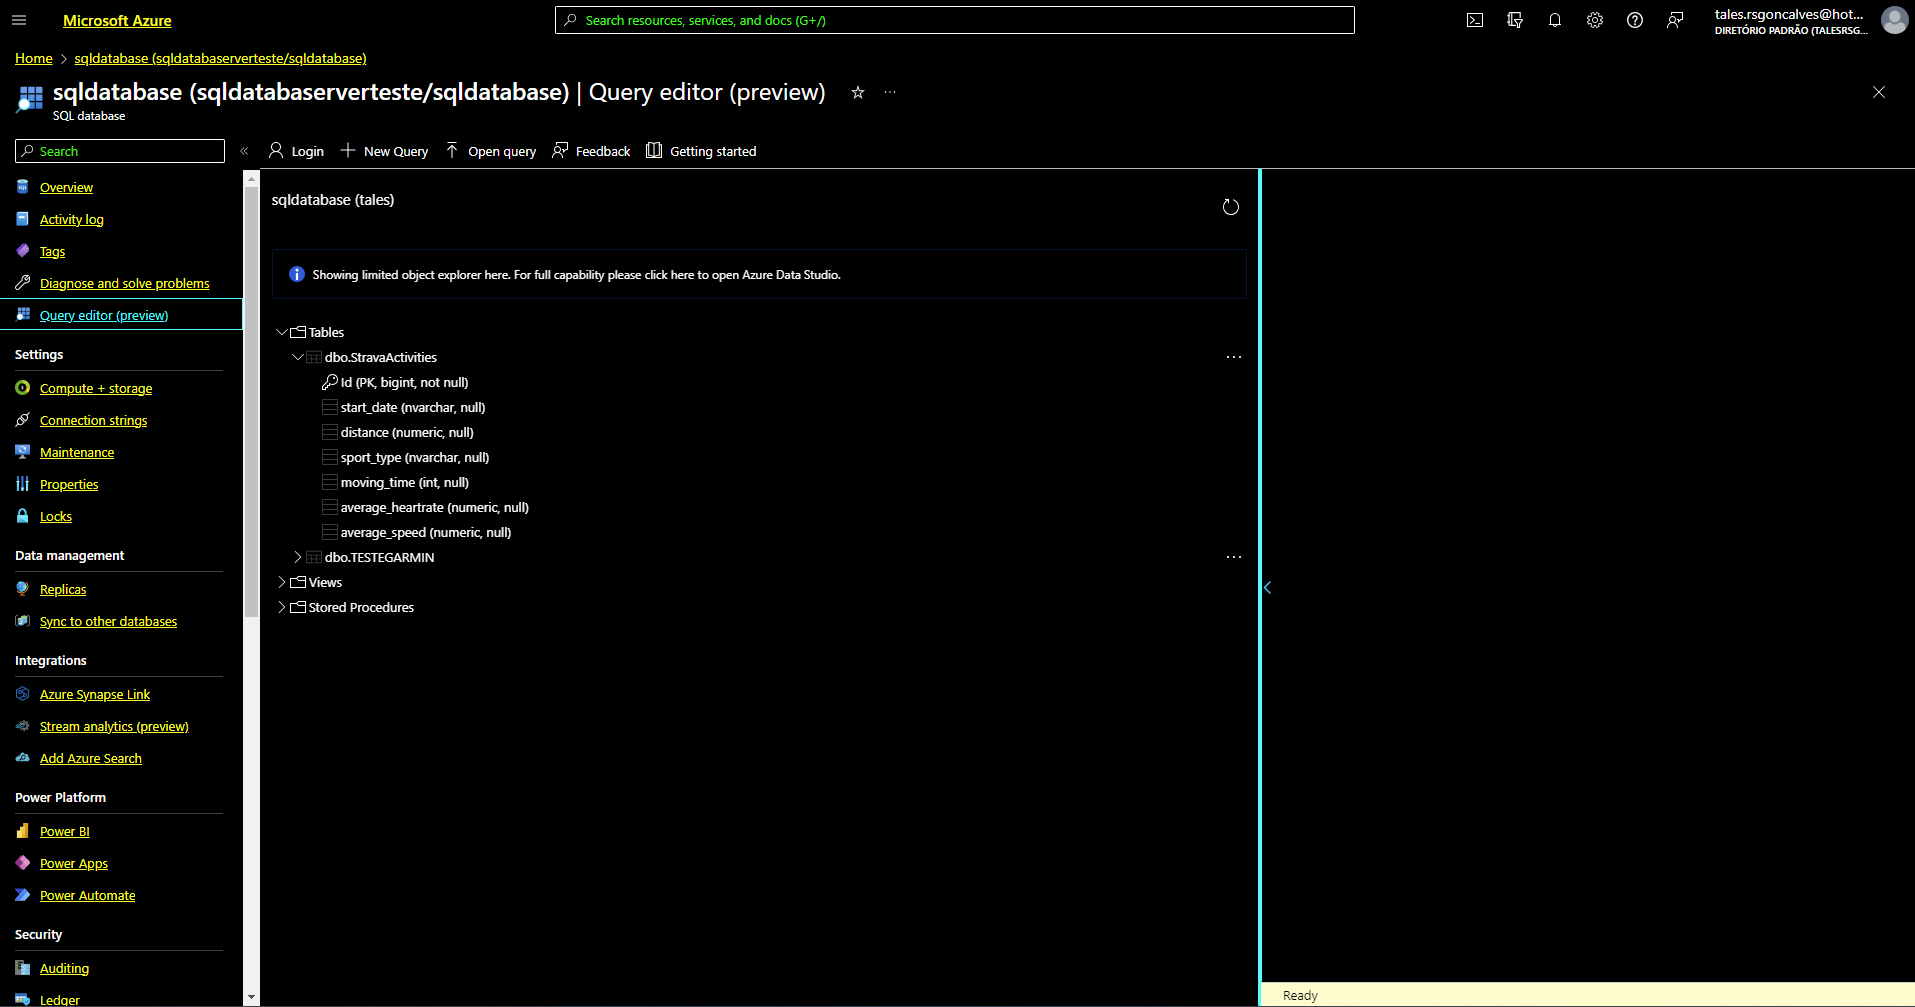 Microsoft Azure
Search resources, services, and docs (G+/)
tales.rsgoncalves@hot...
DIRETÓRIO PADRÃO (TALESRSG...
Home > sqldatabase (sqldatabaserverteste/sqldatabase)
sqldatabase (sqldatabaserverteste/sqldatabase) | Query editor (preview) ...
SQL database
Search
«
Login
New Query
Open query
Feedback
Getting started
Overview
Activity log
Tags
Diagnose and solve problems
Query editor (preview)
Settings
Compute + storage
Connection strings
Maintenance
Properties
Locks
Data management
Replicas
Sync to other databases
Integrations
Azure Synapse Link
Stream analytics (preview)
Add Azure Search
Power Platform
Power BI
Power Apps
Power Automate
Security
Auditing
Ledger
sqldatabase (tales)
Showing limited object explorer here. For full capability please click here to open Azure Data Studio.
Tables
dbo.StravaActivities
Id (PK, bigint, not null)
start_date (nvarchar, null)
distance (numeric, null)
sport_type (nvarchar, null)
moving_time (int, null)
average_heartrate (numeric, null)
average_speed (numeric, null)
dbo.TESTEGARMIN
Views
Stored Procedures
Ready